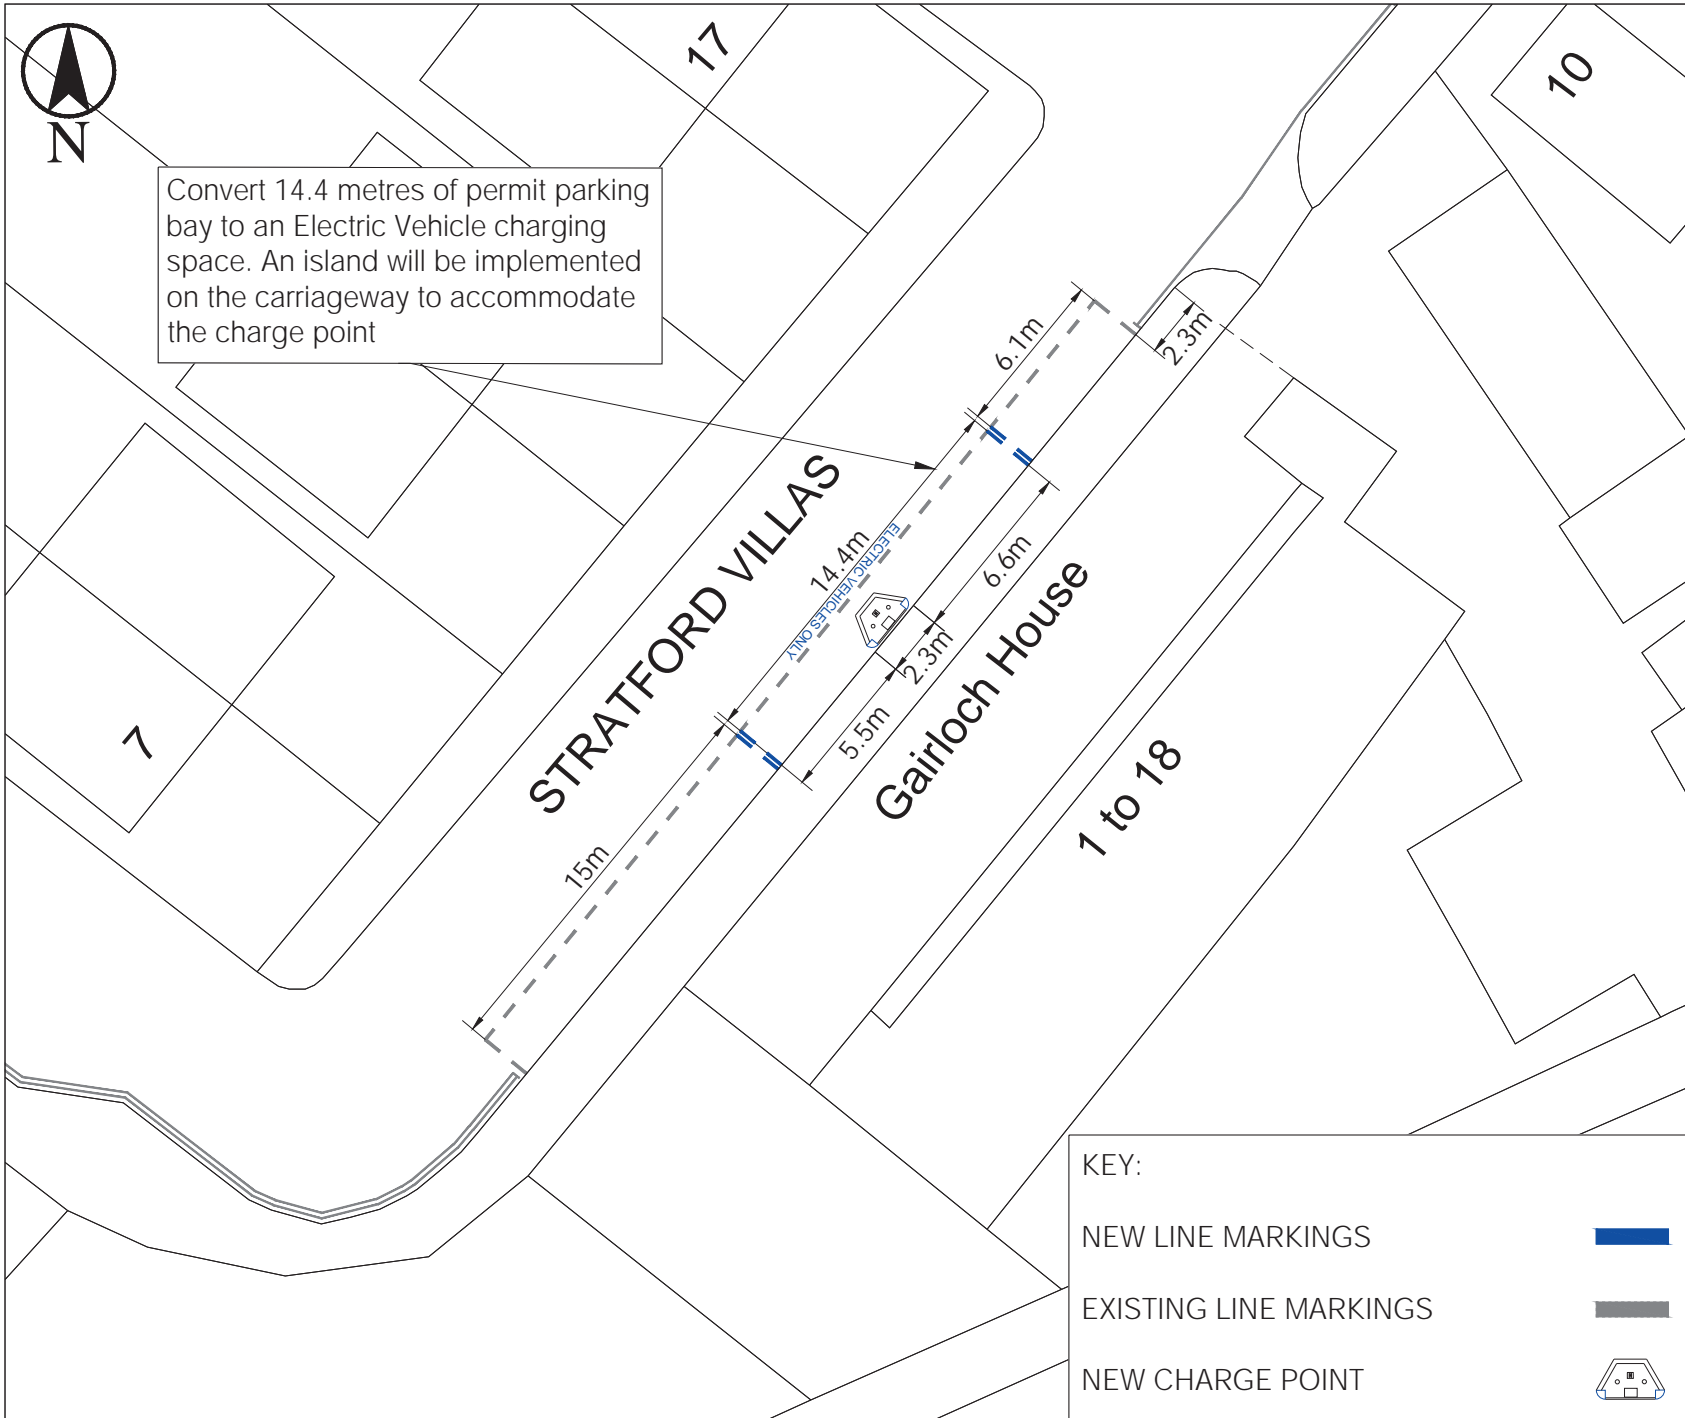 N
17
10
Convert 14.4 metres of permit parking
bay to an Electric Vehicle charging
space. An island will be implemented
on the carriageway to accommodate
the charge point
6.1m
2.3m
STRATFORD VILLAS
14.4m
ELECTRIC VEHICLES ONLY
6.6m
2.3m
5.5m
Gairloch House
1 to 18
7
15m
KEY:
NEW LINE MARKINGS
EXISTING LINE MARKINGS
NEW CHARGE POINT